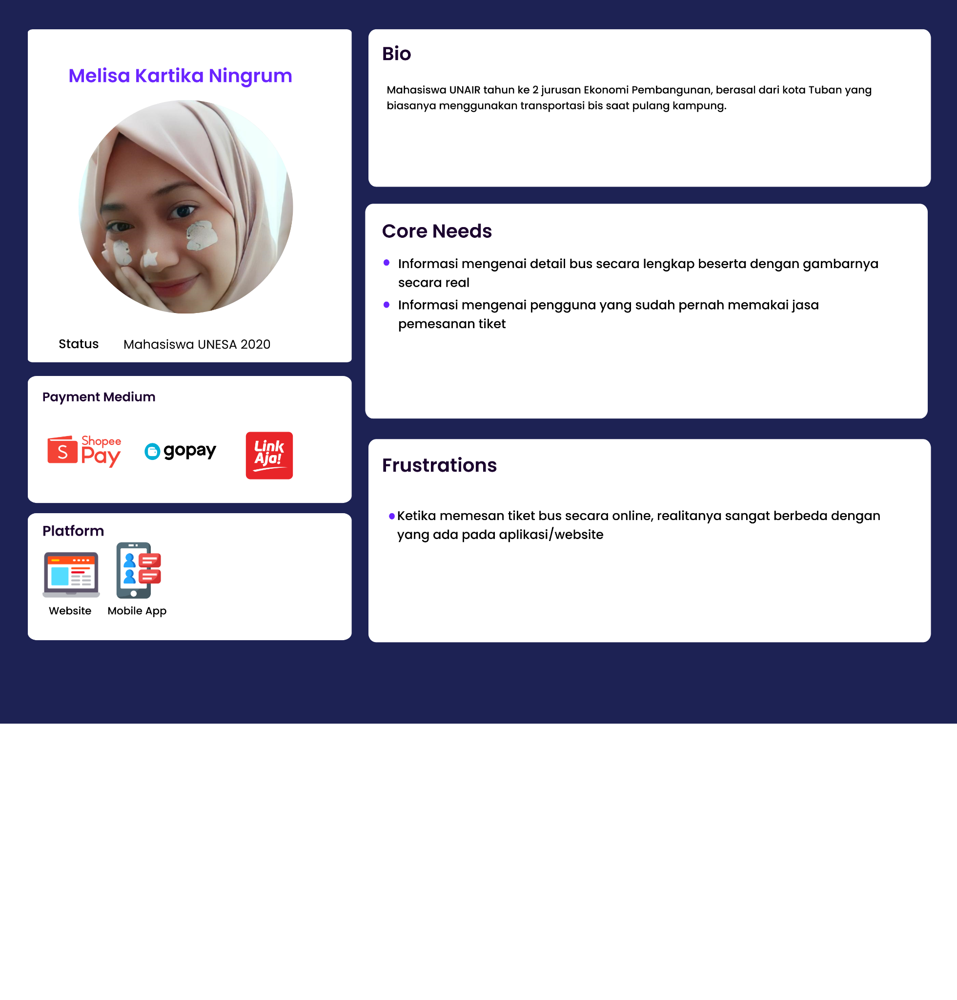 Melisa Kartika Ningrum
Status Mahasiswa UNESA 2020
Payment Medium
Shopee
Pay
gopay
Link
Aja!
Platform
Website Mobile App
Bio
Mahasiswa UNAIR tahun ke 2 jurusan Ekonomi Pembangunan, berasal dari kota Tuban yang
biasanya menggunakan transportasi bis saat pulang kampung.
Core Needs
Informasi mengenai detail bus secara lengkap beserta dengan gambarnya
secara real
Informasi mengenai pengguna yang sudah pernah memakai jasa
pemesanan tiket
Frustrations
Ketika memesan tiket bus secara online, realitanya sangat berbeda dengan
yang ada pada aplikasi/website